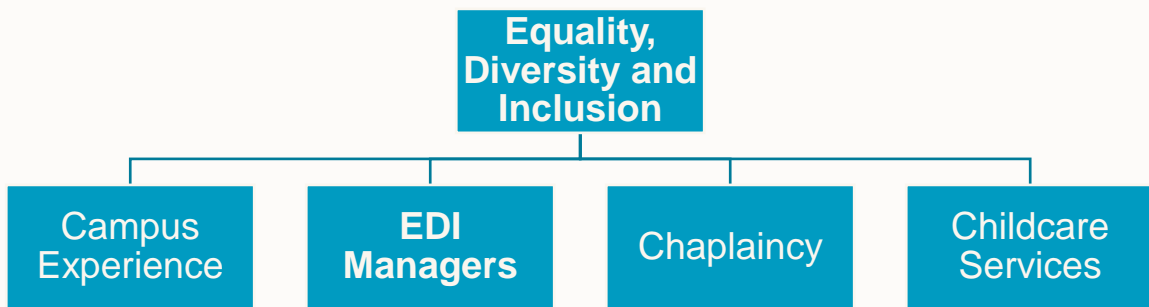 Equality,
Diversity and
Inclusion
Campus
Experience
EDI
Managers
Chaplaincy
Childcare
Services